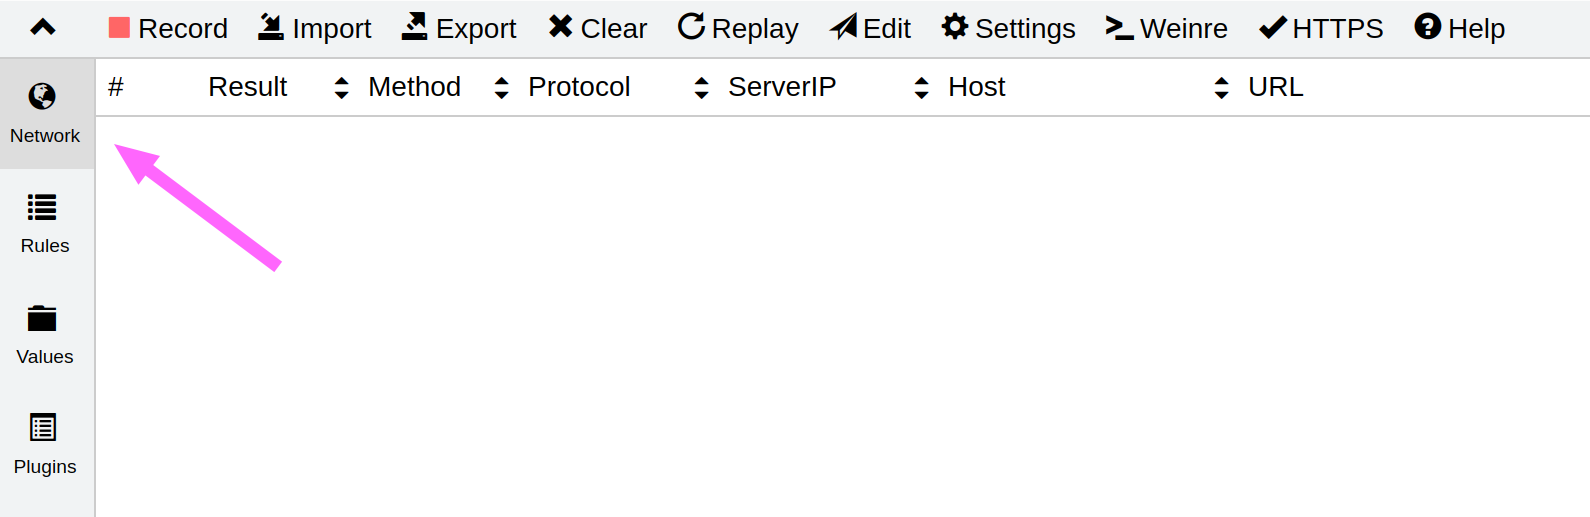 Record Import Export Clear Replay Edit Settings Weinre HTTPS Help
# Result Method Protocol ServerIP Host URL
Network
Rules
Values
Plugins